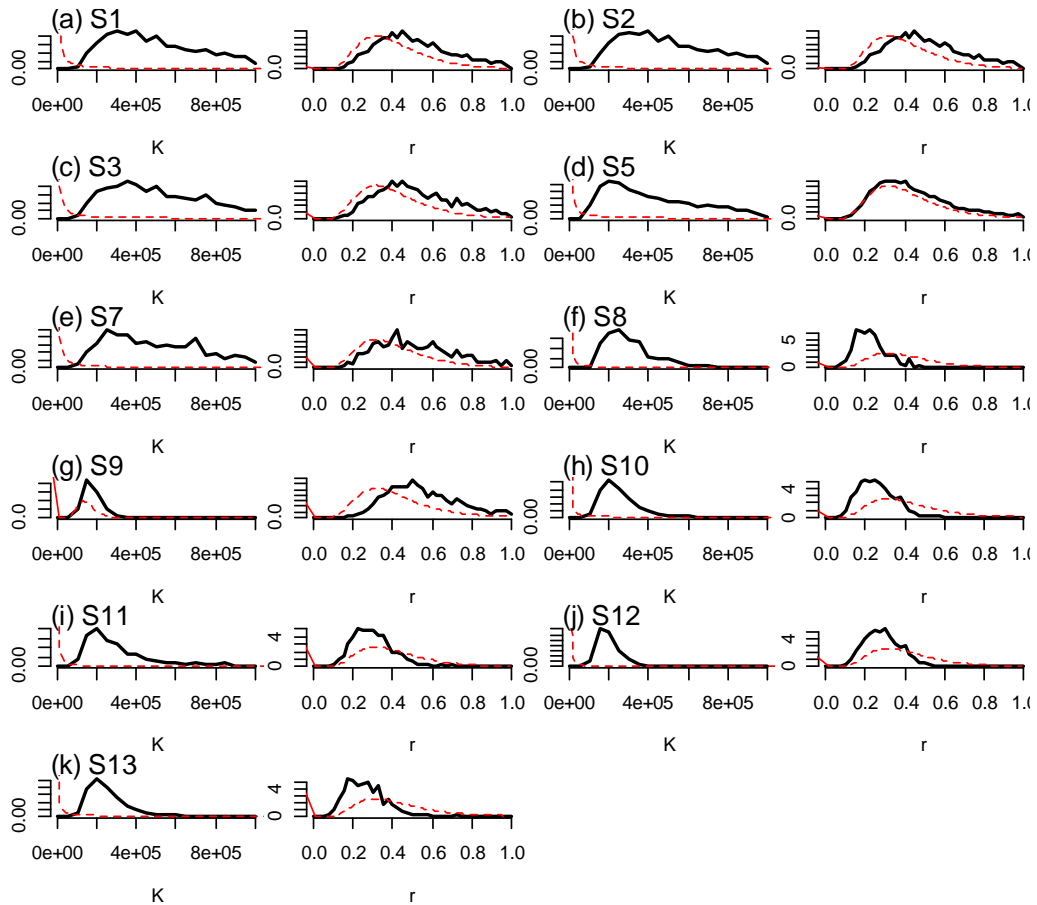 (a) S1 (b) S2
0.00 0.0 0.00 0.0
0e+00 4e+05 8e+05 0.0 0.2 0.4 0.6 0.8 1.0 0e+00 4e+05 8e+05 0.0 0.2 0.4 0.6 0.8 1.0
K r K r
(c) S3 (d) S5
0.00 0.0 0.00 0.0
0e+00 4e+05 8e+05 0.0 0.2 0.4 0.6 0.8 1.0 0e+00 4e+05 8e+05 0.0 0.2 0.4 0.6 0.8 1.0
K r K r
(e) S7 (f) S8
0.00 0.0 0.00 0 5
0e+00 4e+05 8e+05 0.0 0.2 0.4 0.6 0.8 1.0 0e+00 4e+05 8e+05 0.0 0.2 0.4 0.6 0.8 1.0
K r K r
(g) S9 (h) S10
0.0 0.0 0.00 0 4
0e+00 4e+05 8e+05 0.0 0.2 0.4 0.6 0.8 1.0 0e+00 4e+05 8e+05 0.0 0.2 0.4 0.6 0.8 1.0
K r K r
(i) S11 (j) S12
0.00 0 4 0.00 0 4
0e+00 4e+05 8e+05 0.0 0.2 0.4 0.6 0.8 1.0 0e+00 4e+05 8e+05 0.0 0.2 0.4 0.6 0.8 1.0
K r K r
(k) S13
0.00 0 4
0e+00 4e+05 8e+05 0.0 0.2 0.4 0.6 0.8 1.0
K r